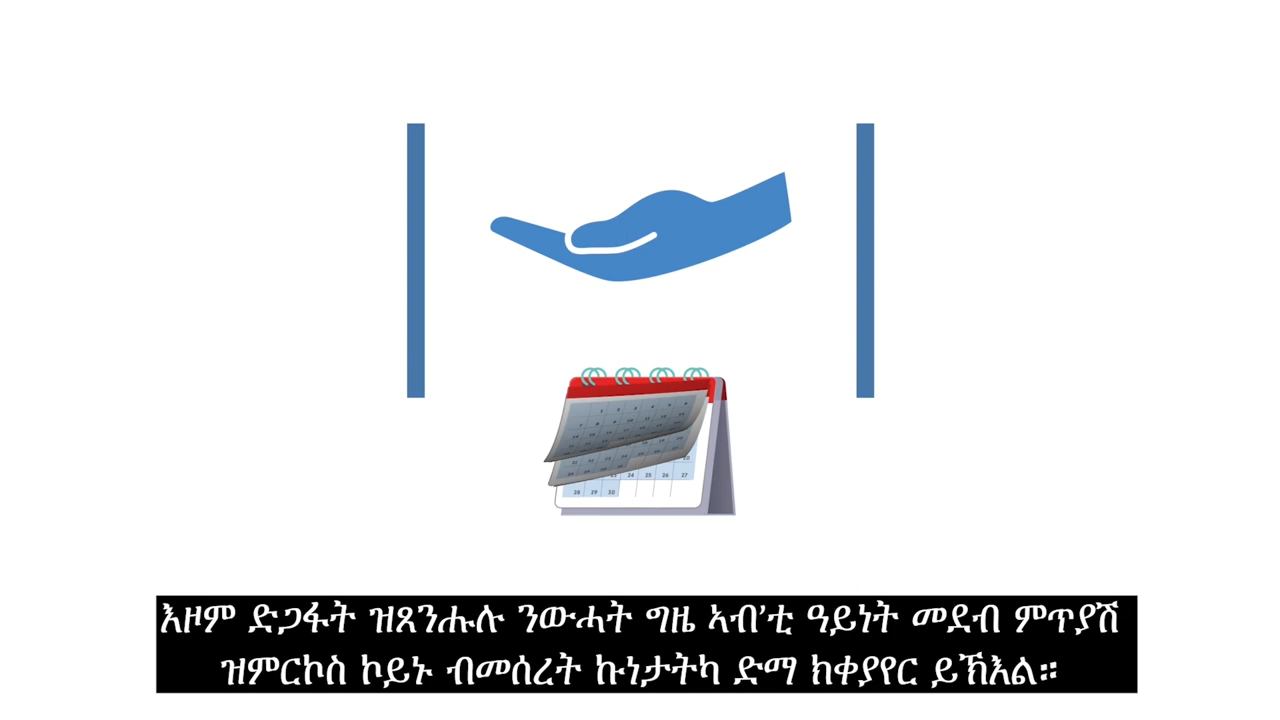 እዞም ድጋፋት ዝጸንሑሉ ንውሓት ግዜ ኣብ’ቲ ዓይነት መደብ ምጥያሽ
ዝምርኮስ ኮይኑ ብመሰረት ኩነታትካ ድማ ክቀያየር ይኽእል።